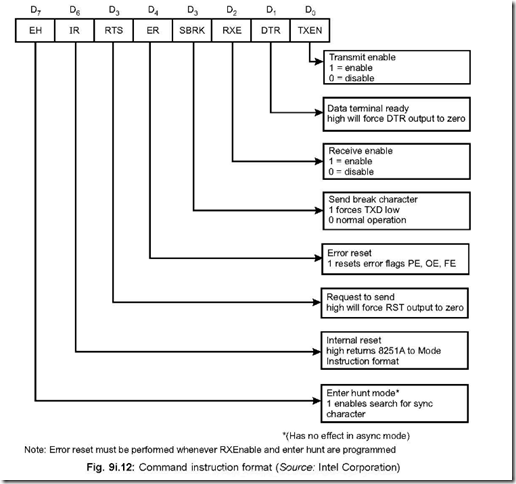 D7 D6 D3 D4 D3 D2 D1 D0
EH IR RTS ER SBRK RXE DTR TXEN
Transmit enable
1 = enable
0 = disable
Data terminal ready
high will force DTR output to zero
Receive enable
1 = enable
0 = disable
Send break character
1 forces TXD low
0 normal operation
Error reset
1 resets error flags PE, OE, FE
Request to send
high will force RST output to zero
Internal reset
high returns 8251A to Mode
Instruction format
Enter hunt mode*
1 enables search for sync
character
*(Has no effect in async mode)
Note: Error reset must be performed whenever RXEnable and enter hunt are programmed
Fig. 9i.12: Command instruction format (Source: Intel Corporation)